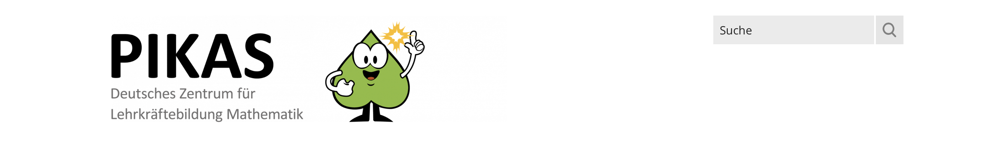 PIKAS
Deutsches Zentrum für
Lehrkräftebildung Mathematik
Suche